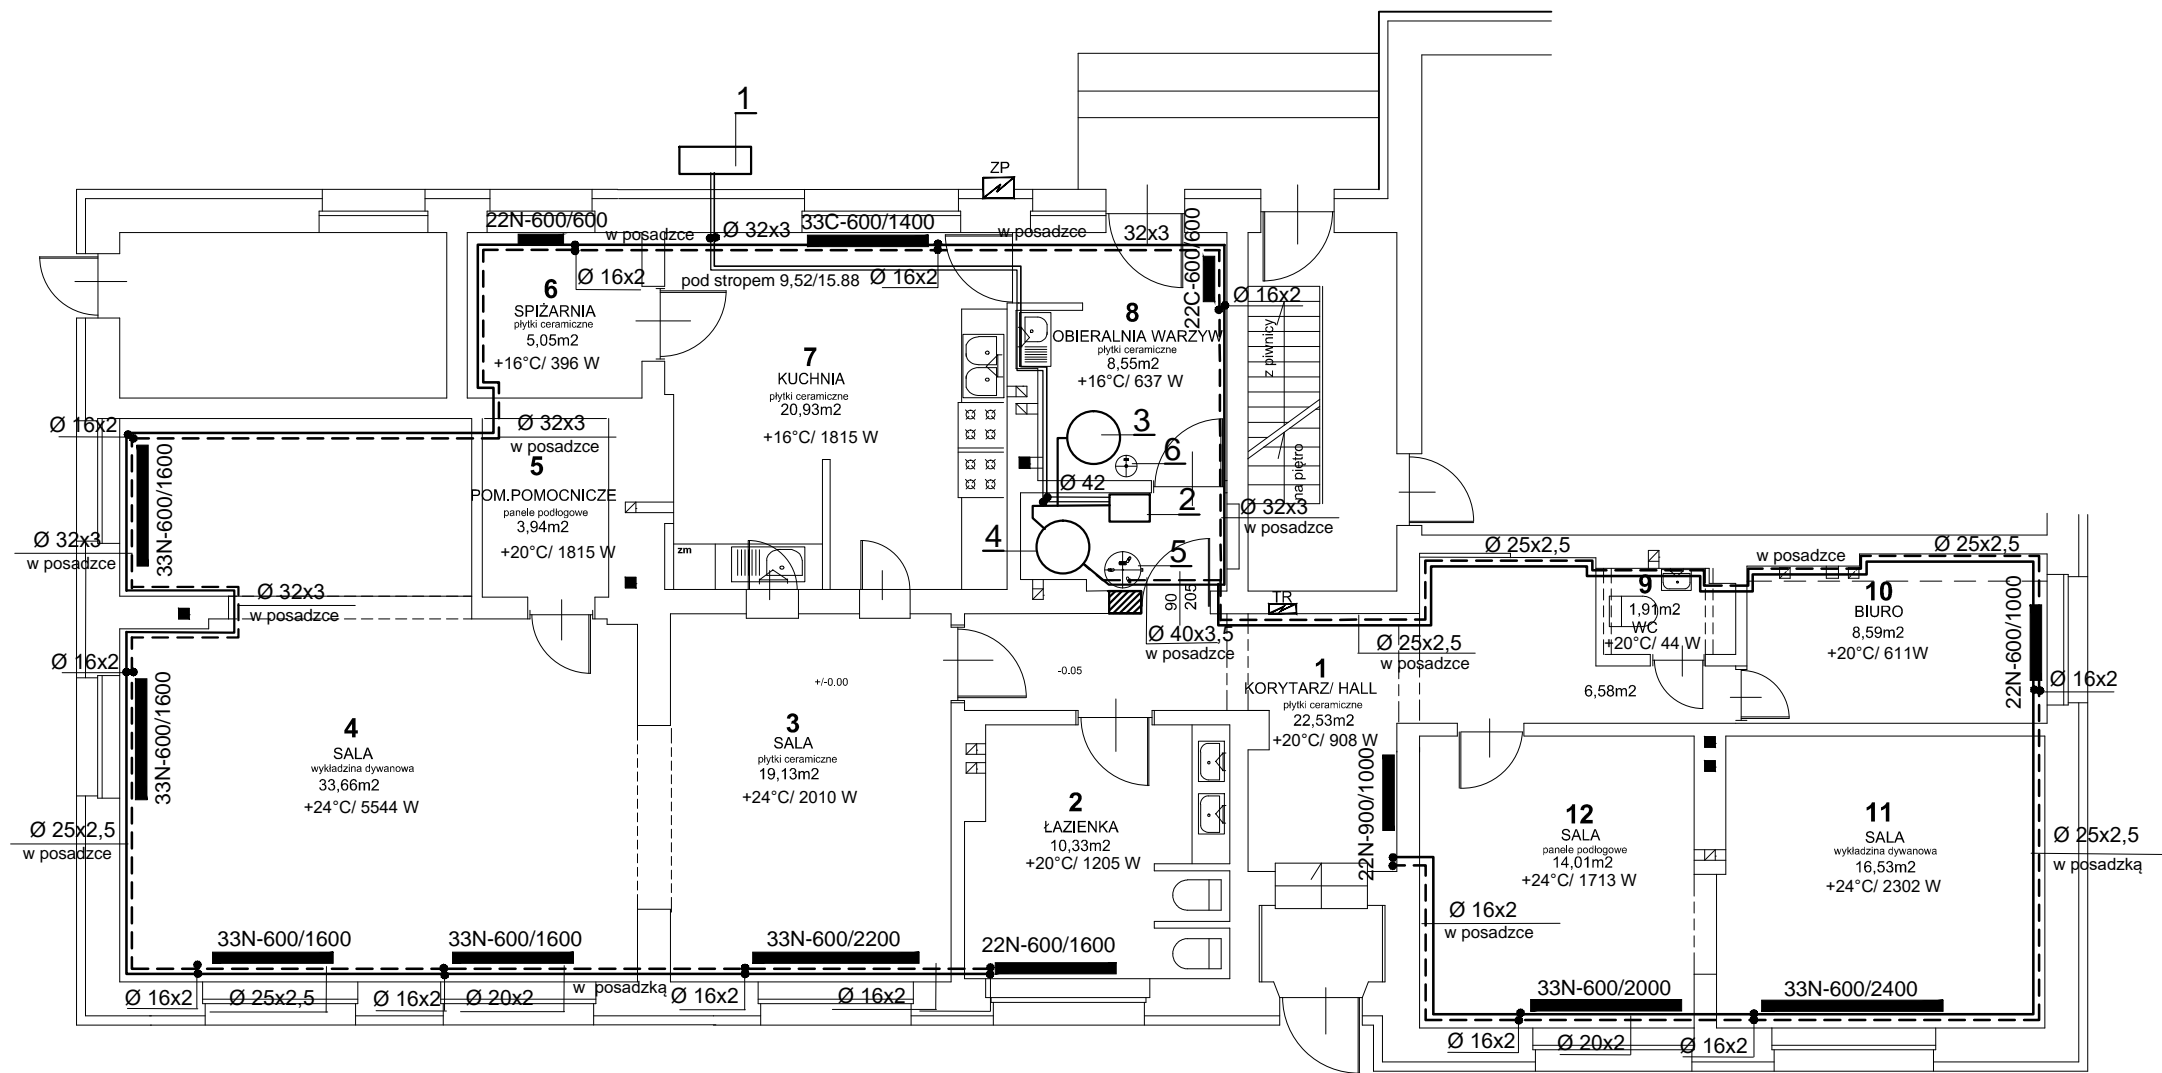 1
ZP
22N-600/600
w posadzce
Ø 32x3
33C-600/1400
w posadzce
32x3
22C-600/600
Ø 16x2
pod stropem 9,52/15.88
Ø 16x2
Ø 16x2
6
SPIŻARNIA
płytki ceramiczne
5,05m2
+16°C/ 396 W
7
KUCHNIA
płytki ceramiczne
20,93m2
+16°C/ 1815 W
8
OBIERALNIA WARZYW
płytki ceramiczne
8,55m2
+16°C/ 637 W
z piwnicy
na piętro
Ø 16x2
Ø 32x3
w posadzce
5
POM.POMOCNICZE
panele podłogowe
3,94m2
+20°C/ 1815 W
33N-600/1600
Ø 32x3
w posadzce
Ø 32x3
w posadzce
zm
3
6
Ø 42
2
4
5
Ø 32x3
w posadzce
90
205
TR
Ø 40x3,5
w posadzce
Ø 25x2,5
w posadzce
Ø 25x2,5
w posadzce
Ø 25x2,5
9
1,91m2
WC
+20°C/ 44 W
10
BIURO
8,59m2
+20°C/ 611W
22N-600/1000
Ø 16x2
6,58m2
Ø 16x2
33N-600/1600
4
SALA
wykładzina dywanowa
33,66m2
+24°C/ 5544 W
+/-0.00
-0.05
3
SALA
płytki ceramiczne
19,13m2
+24°C/ 2010 W
2
ŁAZIENKA
10,33m2
+20°C/ 1205 W
1
KORYTARZ/ HALL
płytki ceramiczne
22,53m2
+20°C/ 908 W
22N-900/1000
12
SALA
panele podłogowe
14,01m2
+24°C/ 1713 W
11
SALA
wykładzina dywanowa
16,53m2
+24°C/ 2302 W
Ø 25x2,5
w posadzce
Ø 25x2,5
w posadzką
Ø 16x2
w posadzce
33N-600/1600
33N-600/1600
33N-600/2200
22N-600/1600
33N-600/2000
33N-600/2400
Ø 16x2
Ø 25x2,5
Ø 16x2
Ø 20x2
w posadzką
Ø 16x2
Ø 16x2
Ø 16x2
Ø 20x2
Ø 16x2